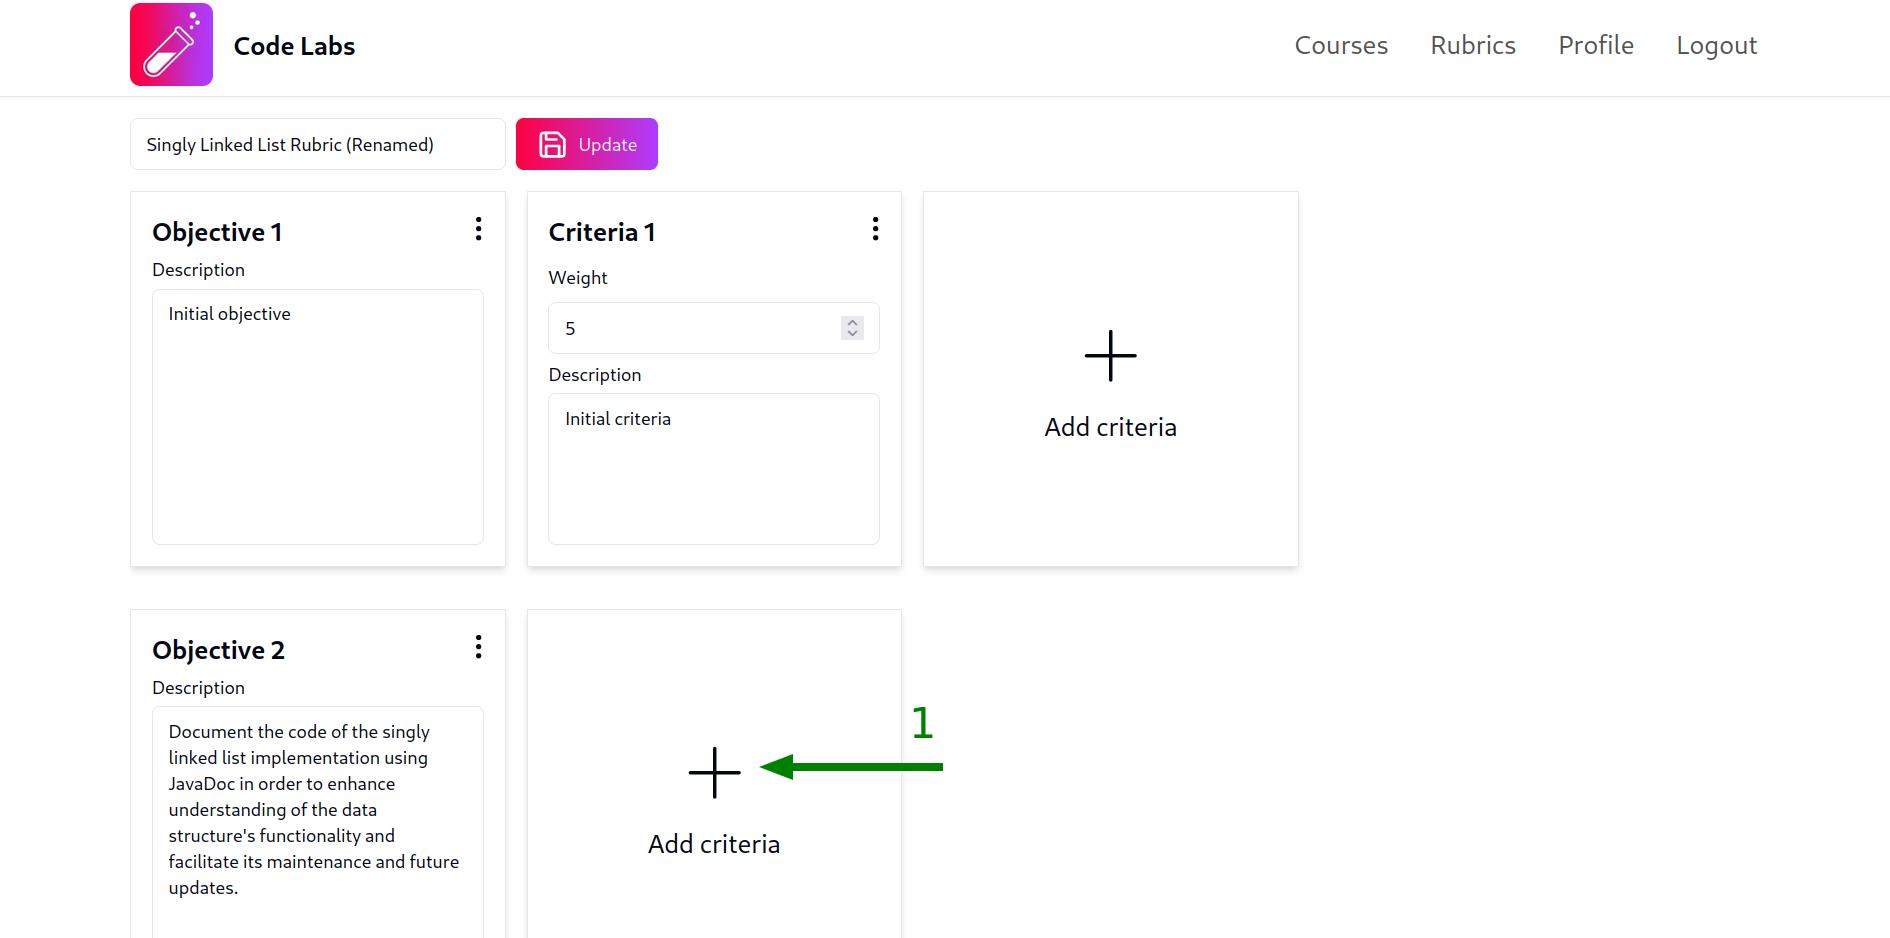 Code Labs
Courses
Rubrics
Profile
Logout
Singly Linked List Rubric (Renamed)
Update
Objective 1
Description
Initial objective
Criteria 1
Weight
5
Description
Initial criteria
Add criteria
Objective 2
Description
Document the code of the singly
linked list implementation using
JavaDoc in order to enhance
understanding of the data
structure's functionality and
facilitate its maintenance and future
updates.
Add criteria
1